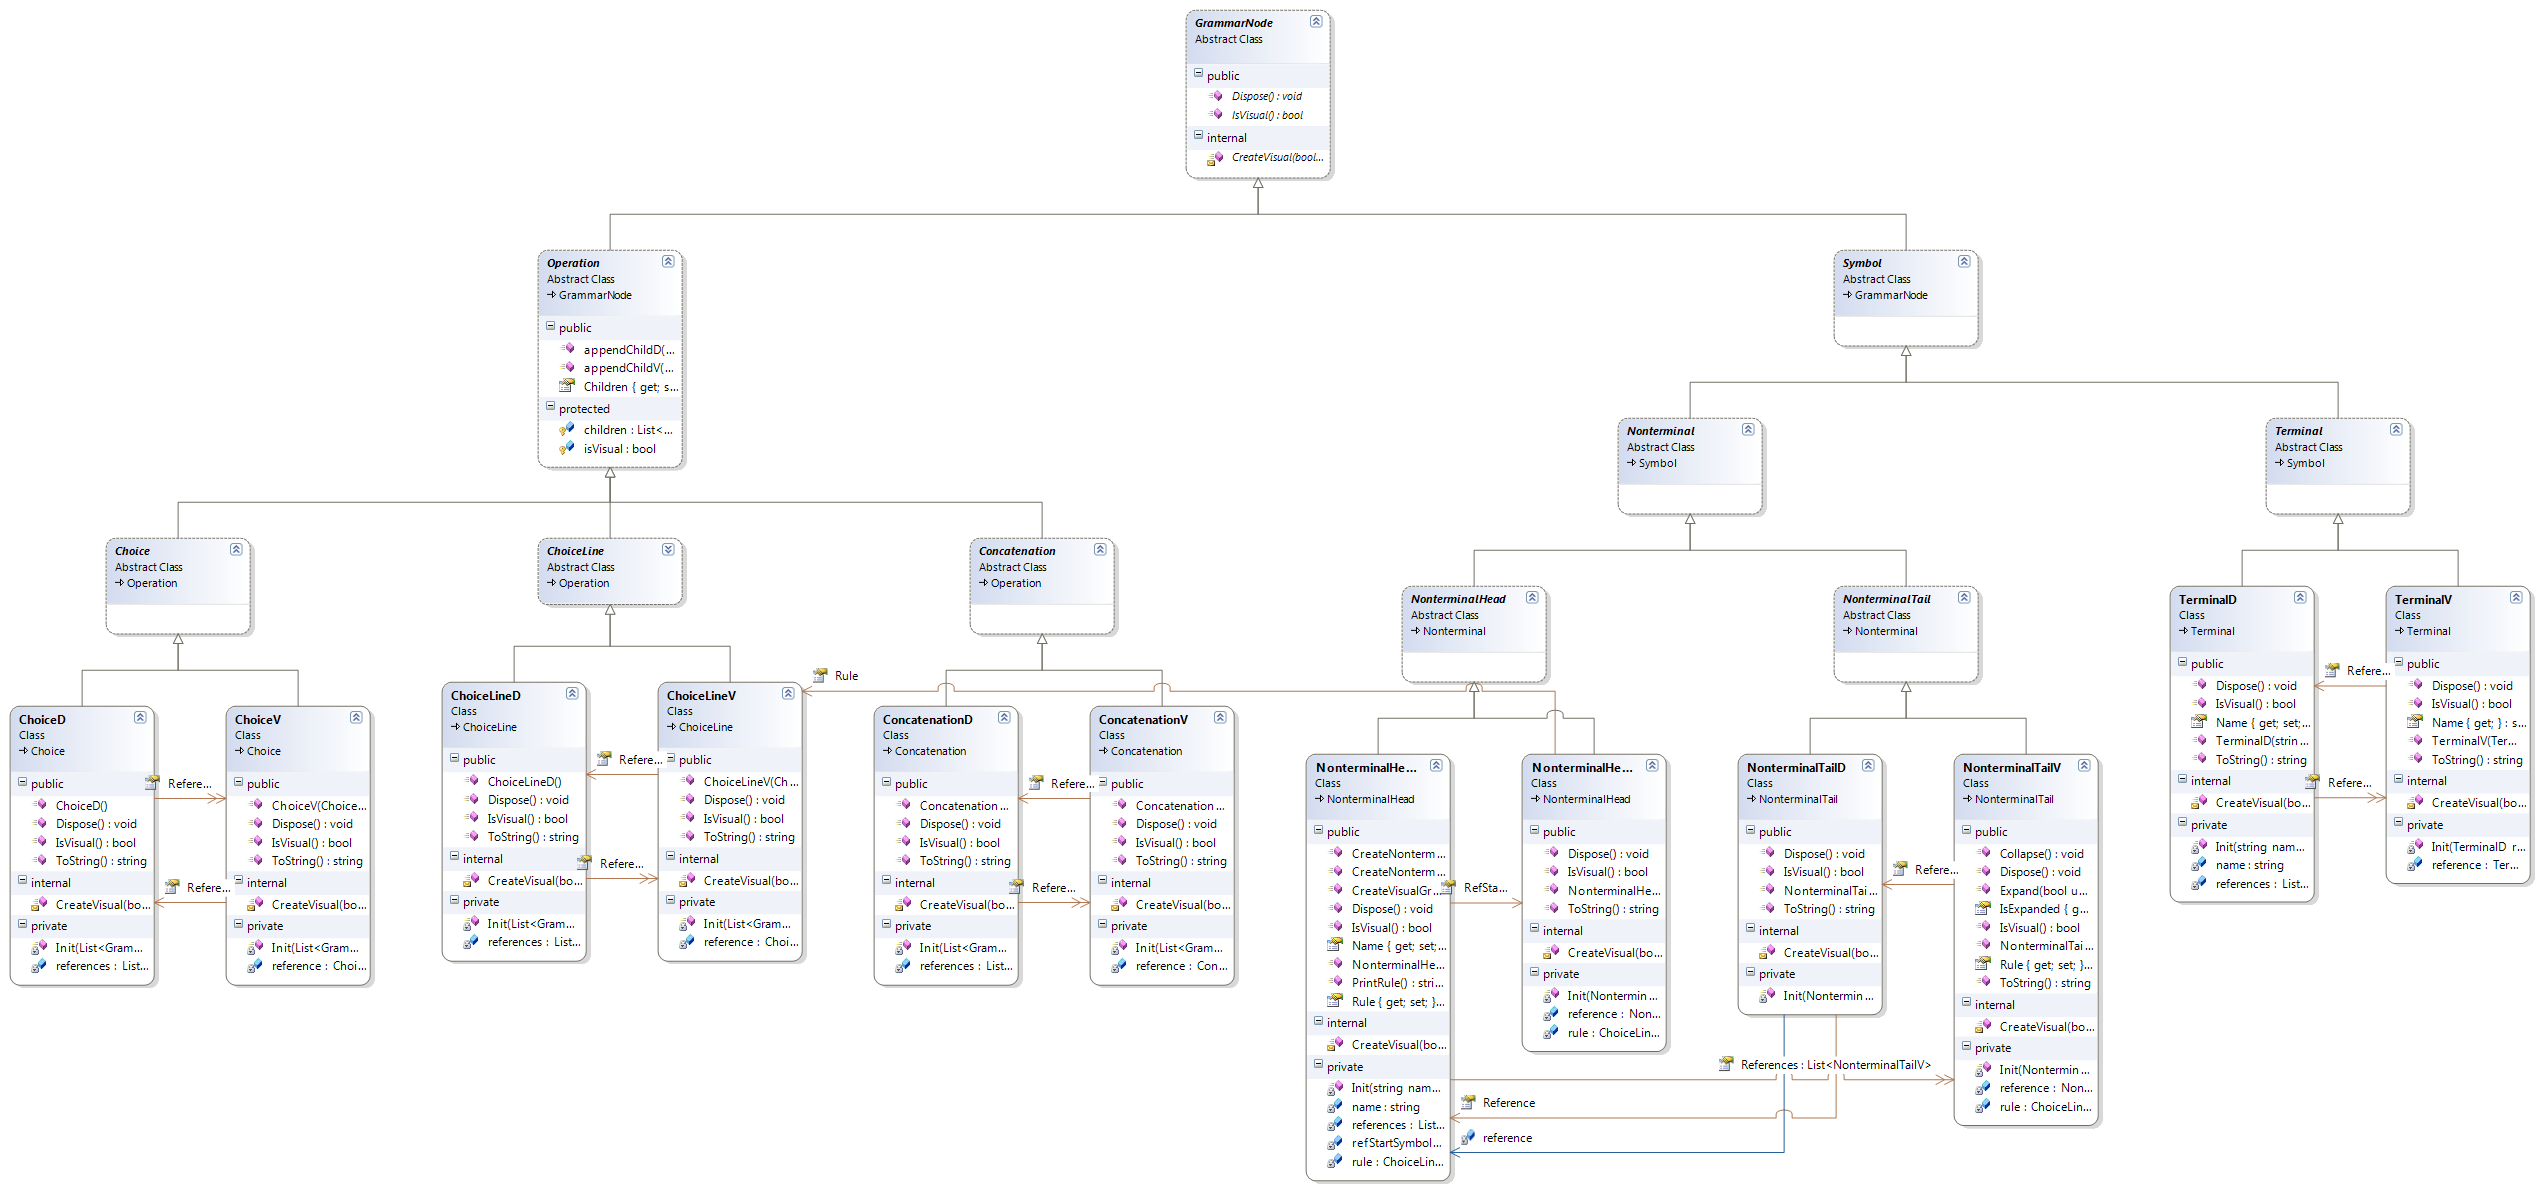 GrammarNode
Abstract Class
public
Dispose() : void
IsVisual() : bool
internal
CreateVisual(bool...
Operation
Abstract Class
GrammarNode
public
appendChildD(...
appendChildV(...
Children { get; s...
protected
children : List<...
isVisual : bool
Symbol
Abstract Class
GrammarNode
Nonterminal
Abstract Class
Symbol
Terminal
Abstract Class
Symbol
Choice
Abstract Class
Operation
ChoiceLine
Abstract Class
Operation
Concatenation
Abstract Class
Operation
NonterminalHead
Abstract Class
Nonterminal
NonterminalTail
Abstract Class
Nonterminal
ChoiceD
Class
Choice
public
ChoiceD()
Dispose() : void
IsVisual() : bool
ToString() : string
internal
CreateVisual(bo...
private
Init(List<Gram...
references : List...
Refere...
Refere...
ChoiceV
Class
Choice
public
ChoiceV(Choice...
Dispose() : void
IsVisual() : bool
ToString() : string
internal
CreateVisual(bo...
private
Init(List<Gram...
reference : Choi...
ChoiceLineD
Class
ChoiceLine
public
ChoiceLineD()
Dispose() : void
IsVisual() : bool
ToString() : string
internal
CreateVisual(bo...
private
Init(List<Gram...
references : List...
Refere...
Refere...
ChoiceLineV
Class
ChoiceLine
public
ChoiceLineV(Ch...
Dispose() : void
IsVisual() : bool
ToString() : string
internal
CreateVisual(bo...
private
Init(List<Gram...
reference : Choi...
Rule
ConcatenationD
Class
Concatenation
public
Concatenation...
Dispose() : void
IsVisual() : bool
ToString() : string
internal
CreateVisual(bo...
private
Init(List<Gram...
references : List...
Refere...
Refere...
ConcatenationV
Class
Concatenation
public
Concatenation...
Dispose() : void
IsVisual() : bool
ToString() : string
internal
CreateVisual(bo...
private
Init(List<Gram...
reference : Con...
NonterminalHe...
Class
NonterminalHead
public
CreateNonterm...
CreateNonterm...
CreateVisualGr...
Dispose() : void
IsVisual() : bool
Name { get; set;...
NonterminalHe...
PrintRule() : stri...
Rule { get; set; }...
internal
CreateVisual(bo...
private
Init(string nam...
name : string
references : List...
refStartSymbol...
rule : ChoiceLin...
RefSta...
NonterminalHe...
Class
NonterminalHead
public
Dispose() : void
IsVisual() : bool
NonterminalHe...
ToString() : string
internal
CreateVisual(bo...
private
Init(Nontermin...
reference : Non...
rule : ChoiceLin...
NonterminalTailD
Class
NonterminalTail
public
Dispose() : void
IsVisual() : bool
NonterminalTai...
ToString() : string
internal
CreateVisual(bo...
private
Init(Nontermin...
Refere...
References : List<NonterminalTailV>
Reference
reference
NonterminalTailV
Class
NonterminalTail
public
Collapse() : void
Dispose() : void
Expand(bool u...
IsExpanded { g...
IsVisual() : bool
NonterminalTai...
Rule { get; set; }...
ToString() : string
internal
CreateVisual(bo...
private
Init(Nontermin...
reference : Non...
rule : ChoiceLin...
TerminalD
Class
Terminal
public
Dispose() : void
IsVisual() : bool
Name { get; set;...
TerminalD(strin...
ToString() : string
internal
CreateVisual(bo...
private
Init(string nam...
name : string
references : List...
Refere...
Refere...
TerminalV
Class
Terminal
public
Dispose() : void
IsVisual() : bool
Name { get; } : s...
TerminalV(Ter...
ToString() : string
internal
CreateVisual(bo...
private
Init(TerminalD r...
reference : Ter...